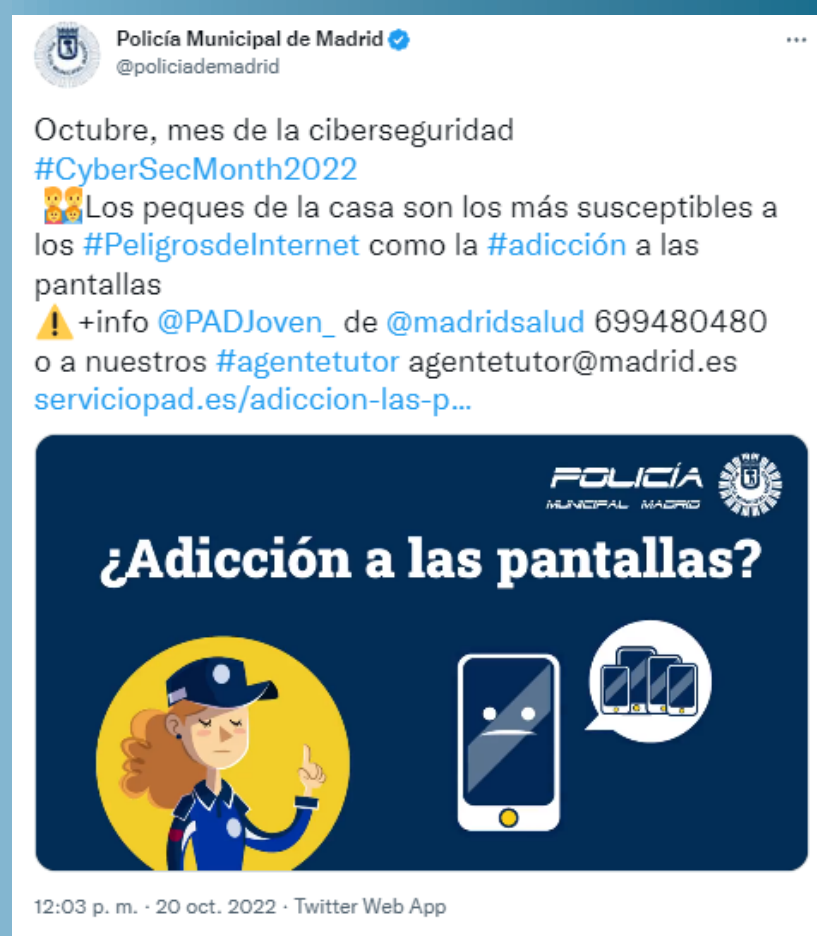 Policía Municipal de Madrid
@policiademadrid
Octubre, mes de la ciberseguridad
#CyberSecMonth2022
Los peques de la casa son los más susceptibles a
los #PeligrosdeInternet como la #adicción a las
pantallas
+info @PADJoven_ de @madridsalud 699480480
o a nuestros #agentetutor agentetutor@madrid.es
serviciopad.es/adiccion-las-p...
POLICÍA
MUNICIPAL MADRID
¿Adicción a las pantallas?
12:03 p. m. · 20 oct. 2022 · Twitter Web App